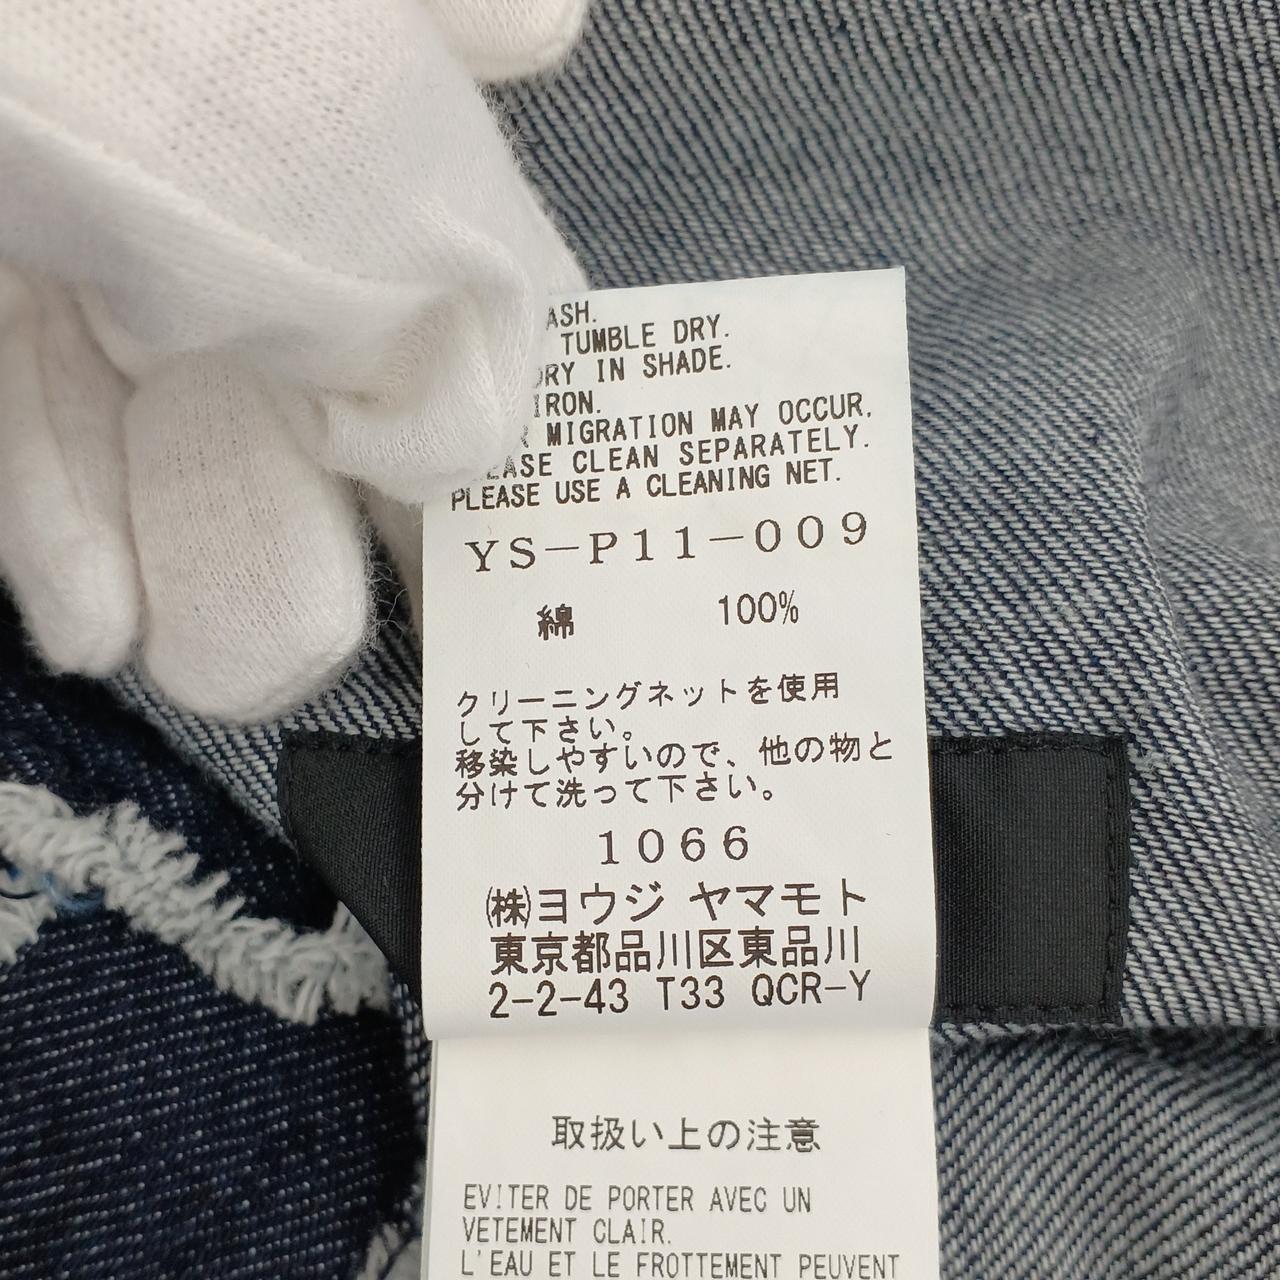 TUMBLE DRY.
IN SHADE.
IRON.
MIGRATION MAY OCCUR.
CLEAN SEPARATELY.
PLEASE USE A CLEANING NET.
YS-P11-009
綿 100%
クリーニングネットを使用
して下さい。
移染しやすいので、他の物と
分けて洗って下さい。
1066
㈱ヨウジ ヤマモト
東京都品川区東品川
2-2-43 T33 QCR-Y
取扱い上の注意
EVITER DE PORTER AVEC UN
VETEMENT CLAIR.
L'EAU ET LE FROTTEMENT PEUVENT